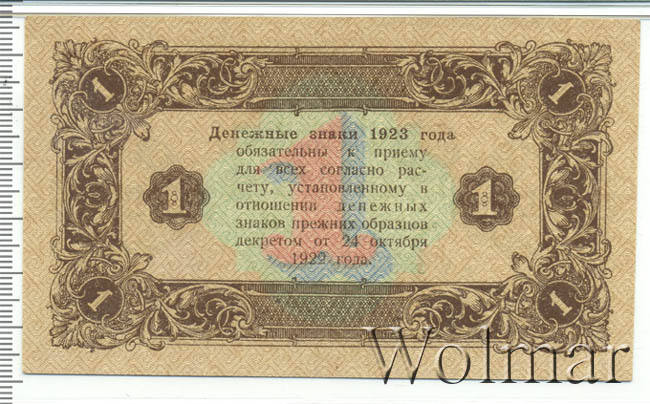 1 1
Денежные знаки 1923 года
обязательны к приему
для всех согласно рас-
чету, установленному в
отношении денежных
знаков прежних образцов
декретом от 24 октября
1922 года.
1 1
1 1
Wolmar